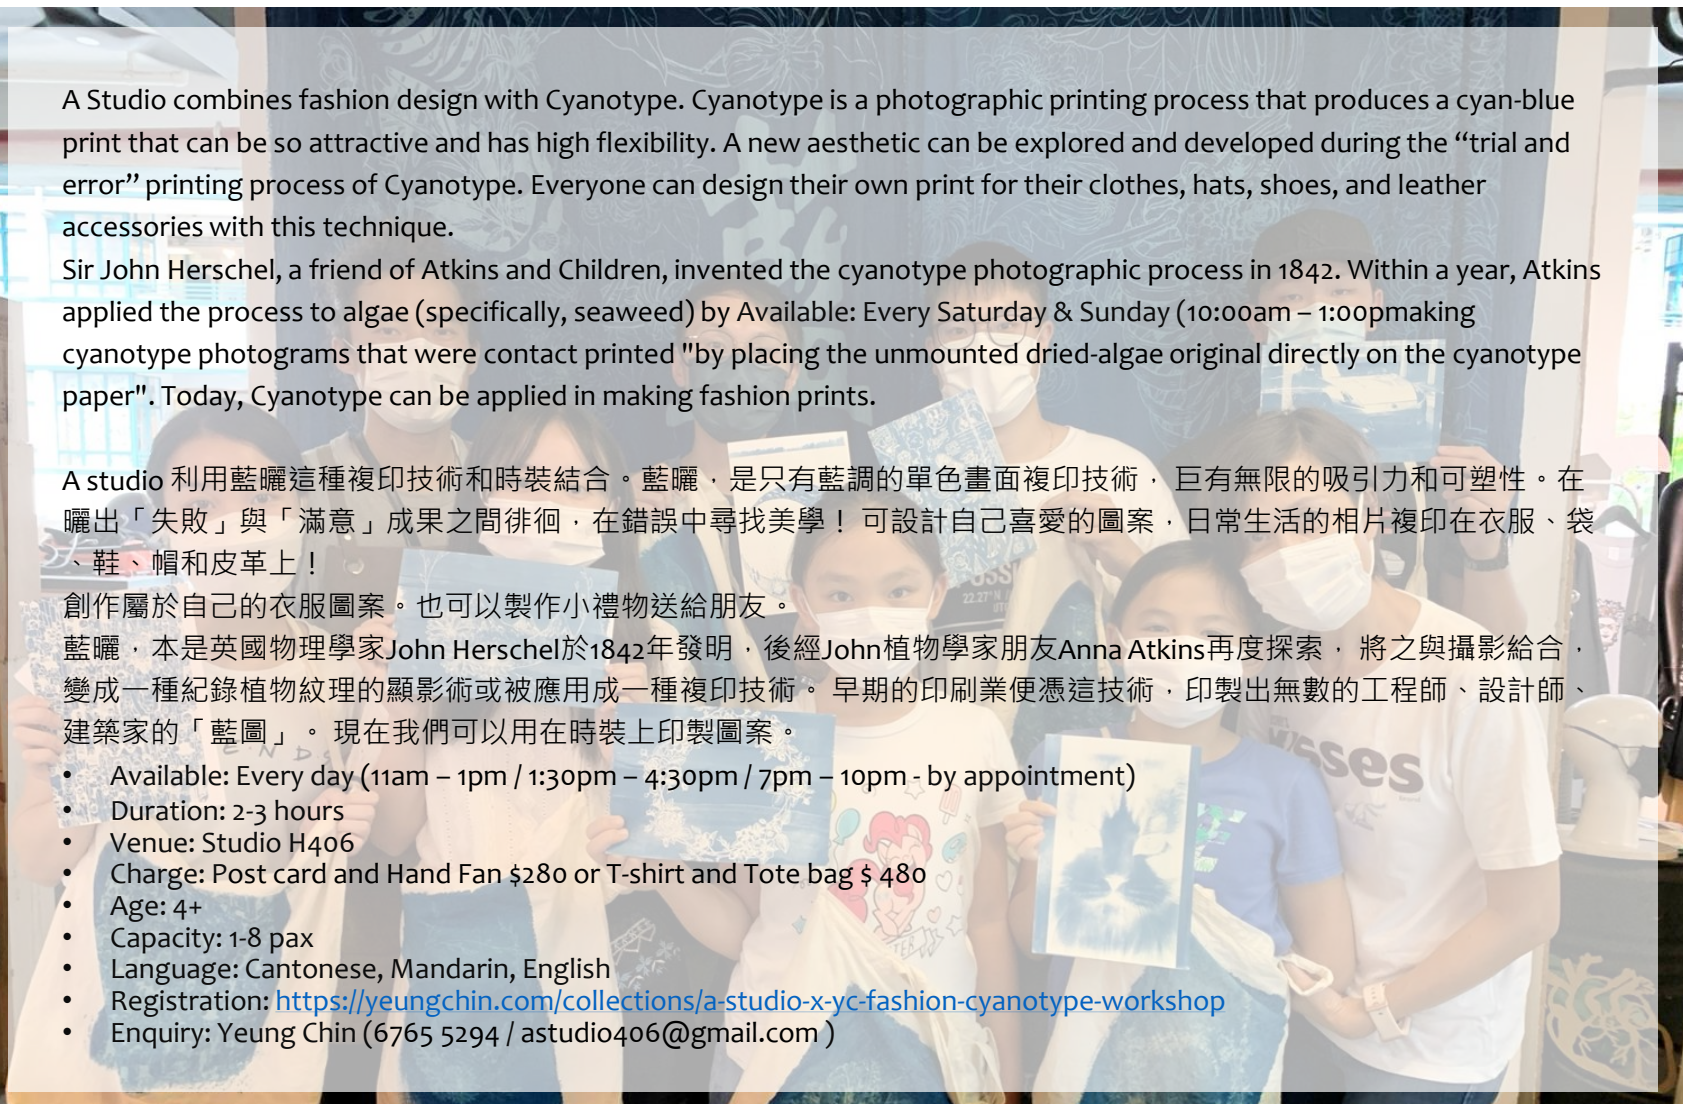 A Studio combines fashion design with Cyanotype. Cyanotype is a photographic printing process that produces a cyan-blue
print that can be so attractive and has high flexibility. A new aesthetic can be explored and developed during the “trial and
error” printing process of Cyanotype. Everyone can design their own print for their clothes, hats, shoes, and leather
accessories with this technique.
Sir John Herschel, a friend of Atkins and Children, invented the cyanotype photographic process in 1842. Within a year, Atkins
applied the process to algae (specifically, seaweed) by Available: Every Saturday & Sunday (10:00am – 1:00pmaking
cyanotype photograms that were contact printed "by placing the unmounted dried-algae original directly on the cyanotype
paper". Today, Cyanotype can be applied in making fashion prints.
A studio 利用藍曬這種複印技術和時裝結合。藍曬，是只有藍調的單色畫面複印技術， 巨有無限的吸引力和可塑性。在
曬出「失敗」與「滿意」成果之間徘徊，在錯誤中尋找美學！ 可設計自己喜愛的圖案，日常生活的相片複印在衣服、袋
、鞋、帽和皮革上！
創作屬於自己的衣服圖案。也可以製作小禮物送給朋友。
藍曬，本是英國物理學家John Herschel於1842年發明，後經John植物學家朋友Anna Atkins再度探索， 將之與攝影給合，
變成一種紀錄植物紋理的顯影術或被應用成一種複印技術。 早期的印刷業便憑這技術，印製出無數的工程師、設計師、
建築家的「藍圖」。 現在我們可以用在時裝上印製圖案。
• Available: Every day (11am – 1pm / 1:30pm – 4:30pm / 7pm – 10pm - by appointment)
• Duration: 2-3 hours
• Venue: Studio H406
• Charge: Post card and Hand Fan $280 or T-shirt and Tote bag $ 480
• Age: 4+
• Capacity: 1-8 pax
• Language: Cantonese, Mandarin, English
• Registration: https://yeungchin.com/collections/a-studio-x-yc-fashion-cyanotype-workshop
• Enquiry: Yeung Chin (6765 5294 / astudio406@gmail.com )